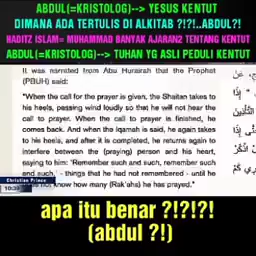 ABDUL(=KRISTOLOG)--> YESUS KENTUT
DIMANA ADA TERTULIS DI ALKITAB ?!?!..ABDUL?!
HADITZ ISLAM= MUHAMMAD BANYAK AJARAN2 TENTANG KENTUT
ABDUL(=KRISTOLOG)--> TUHAN YG ASLI PEDULI KENTUT
It was narrated from Abu Hurairah that the Prophet
(PBUH) said:
"When the call for the prayer is given, the Shaitan takes to
his heels, passing wind loudly so that he will not hear the
call to prayer. When the call to prayer is finished, he
comes back. And when the iqamah is said, he again takes
to his heels, and after it is completed, he returns again to
interfere between the (praying) person and his heart,
saying to him: 'Remember such and such, remember such
and such,' - things that he had not remembered - until he
not know how many (Rak'ahs) he has prayed."
Christian Prince
10:39
apa itu benar ?!?!?!
(abdul ?!)